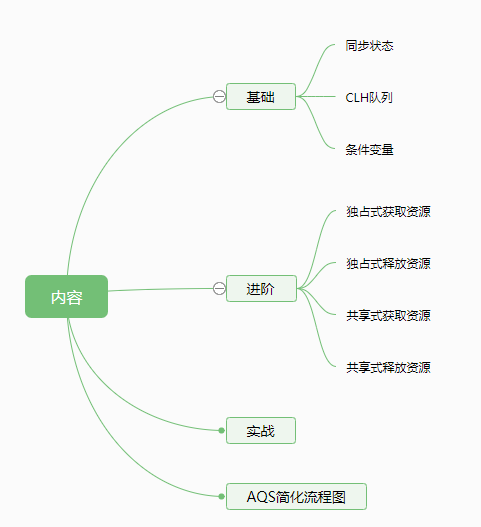 内容
基础
同步状态
CLH队列
条件变量
进阶
独占式获取资源
独占式释放资源
共享式获取资源
共享式释放资源
实战
AQS简化流程图